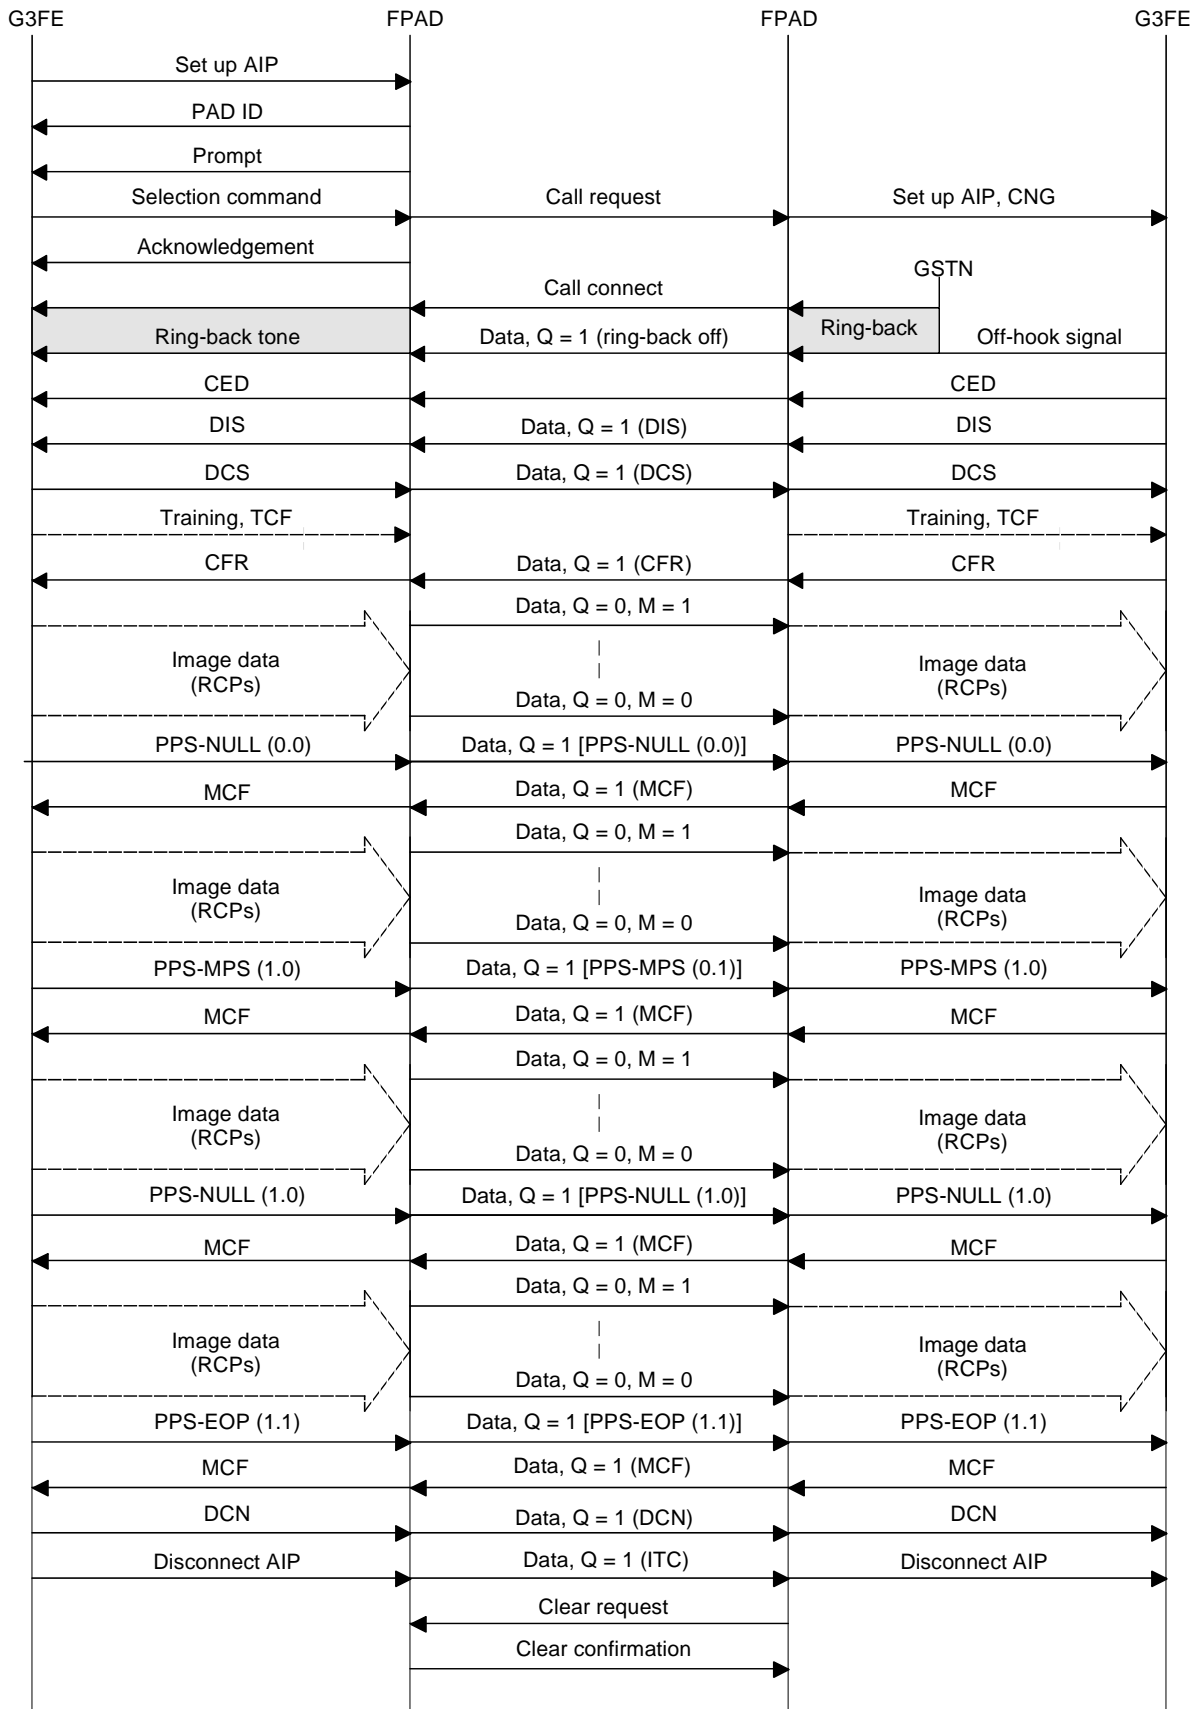 G3FE FPAD FPAD G3FE
Set up AIP
PAD ID
Prompt
Selection command Call request Set up AIP, CNG
Acknowledgement
GSTN
Call connect
Ring-back tone Data, Q = 1 (ring-back off) Ring-back Off-hook signal
CED CED
DIS Data, Q = 1 (DIS) DIS
DCS Data, Q = 1 (DCS) DCS
Training, TCF Training, TCF
CFR Data, Q = 1 (CFR) CFR
Data, Q = 0, M = 1
Image data
(RCPs)
Image data
(RCPs)
Data, Q = 0, M = 0
PPS-NULL (0.0) Data, Q = 1 [PPS-NULL (0.0)] PPS-NULL (0.0)
MCF Data, Q = 1 (MCF) MCF
Data, Q = 0, M = 1
Image data
(RCPs)
Image data
(RCPs)
Data, Q = 0, M = 0
PPS-MPS (1.0) Data, Q = 1 [PPS-MPS (0.1)] PPS-MPS (1.0)
MCF Data, Q = 1 (MCF) MCF
Data, Q = 0, M = 1
Image data
(RCPs)
Image data
(RCPs)
Data, Q = 0, M = 0
PPS-NULL (1.0) Data, Q = 1 [PPS-NULL (1.0)] PPS-NULL (1.0)
MCF Data, Q = 1 (MCF) MCF
Data, Q = 0, M = 1
Image data
(RCPs)
Image data
(RCPs)
Data, Q = 0, M = 0
PPS-EOP (1.1) Data, Q = 1 [PPS-EOP (1.1)] PPS-EOP (1.1)
MCF Data, Q = 1 (MCF) MCF
DCN Data, Q = 1 (DCN) DCN
Disconnect AIP Data, Q = 1 (ITC) Disconnect AIP
Clear request
Clear confirmation